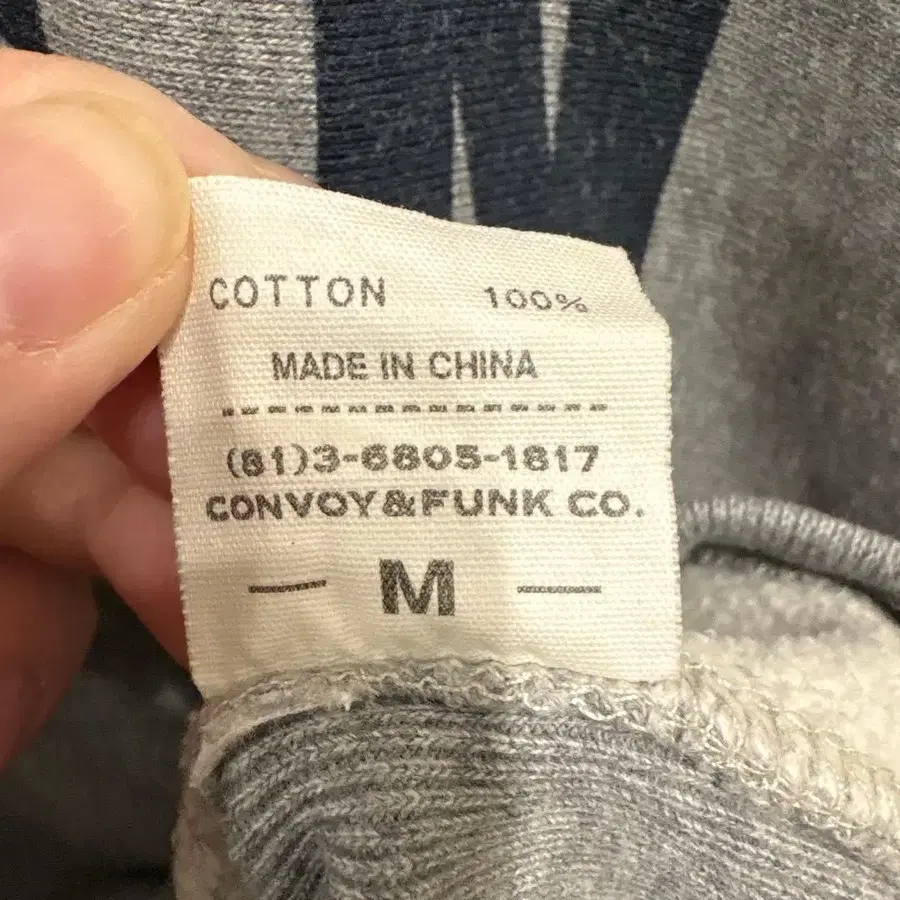 COTTON 100%
MADE IN CHINA
(81)3-6805-1817
CONVOY&FUNK CO.
— M —